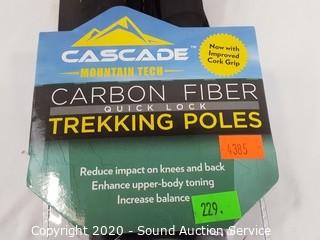 CASCADE™
MOUNTAIN TECH
Now with
Improved
Cork Grip
CARBON FIBER
QUICK LOCK
TREKKING POLES
4385
Reduce impact on knees and back
Enhance upper-body toning
Increase balance
229.
Copyright 2020 - Sound Auction Service